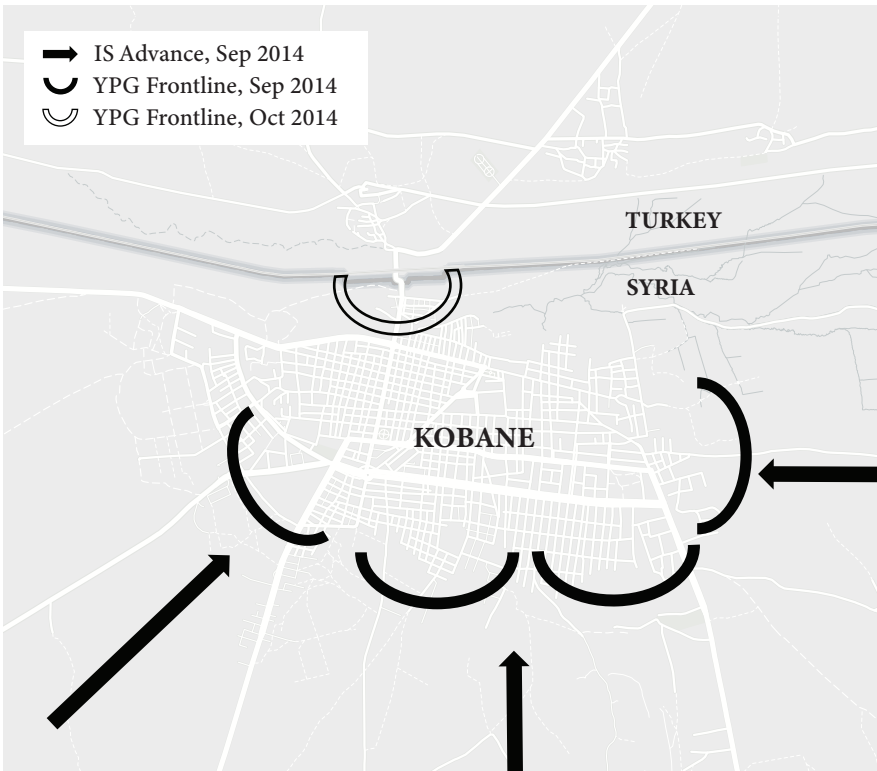 IS Advance, Sep 2014
YPG Frontline, Sep 2014
YPG Frontline, Oct 2014
TURKEY
SYRIA
KOBANE